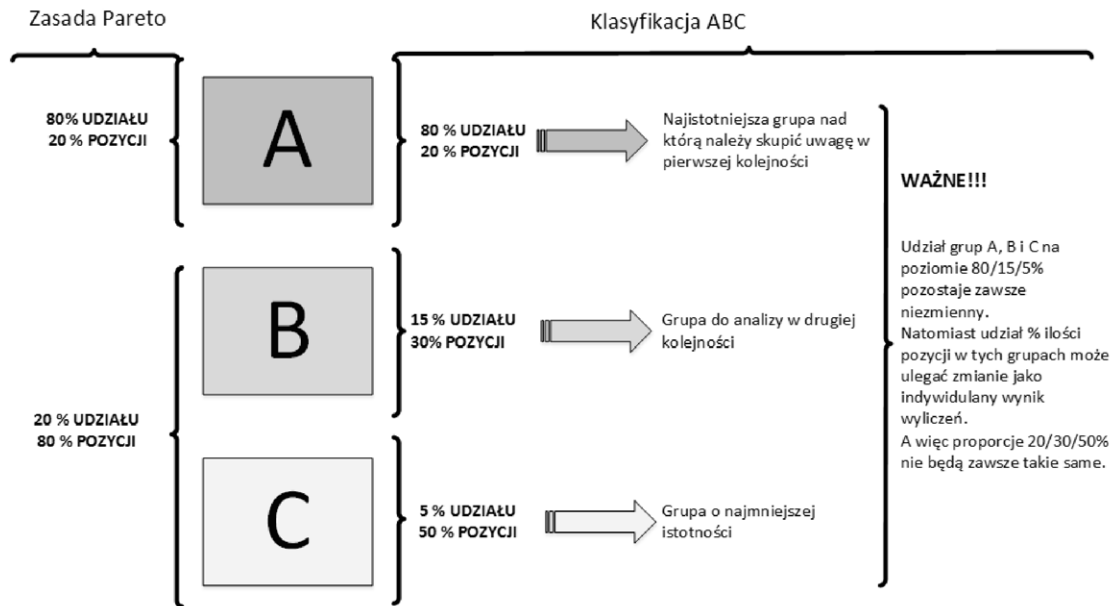 Zasada Pareto
Klasyfikacja ABC
80% UDZIAŁU
20 % POZYCJI
A
80 % UDZIAŁU
20 % POZYCJI
Najistotniejsza grupa nad
którą należy skupić uwagę w
pierwszej kolejności
B
15 % UDZIAŁU
30% POZYCJI
Grupa do analizy w drugiej
kolejności
20 % UDZIAŁU
80 % POZYCJI
C
5 % UDZIAŁU
50 % POZYCJI
Grupa o najmniejszej
istotności
WAŻNE!!!
Udział grup A, B i C na
poziomie 80/15/5%
pozostaje zawsze
niezmienny.
Natomiast udział % ilości
pozycji w tych grupach może
ulegać zmianie jako
indywidulany wynik
wyliczeń.
A więc proporcje 20/30/50%
nie będą zawsze takie same.